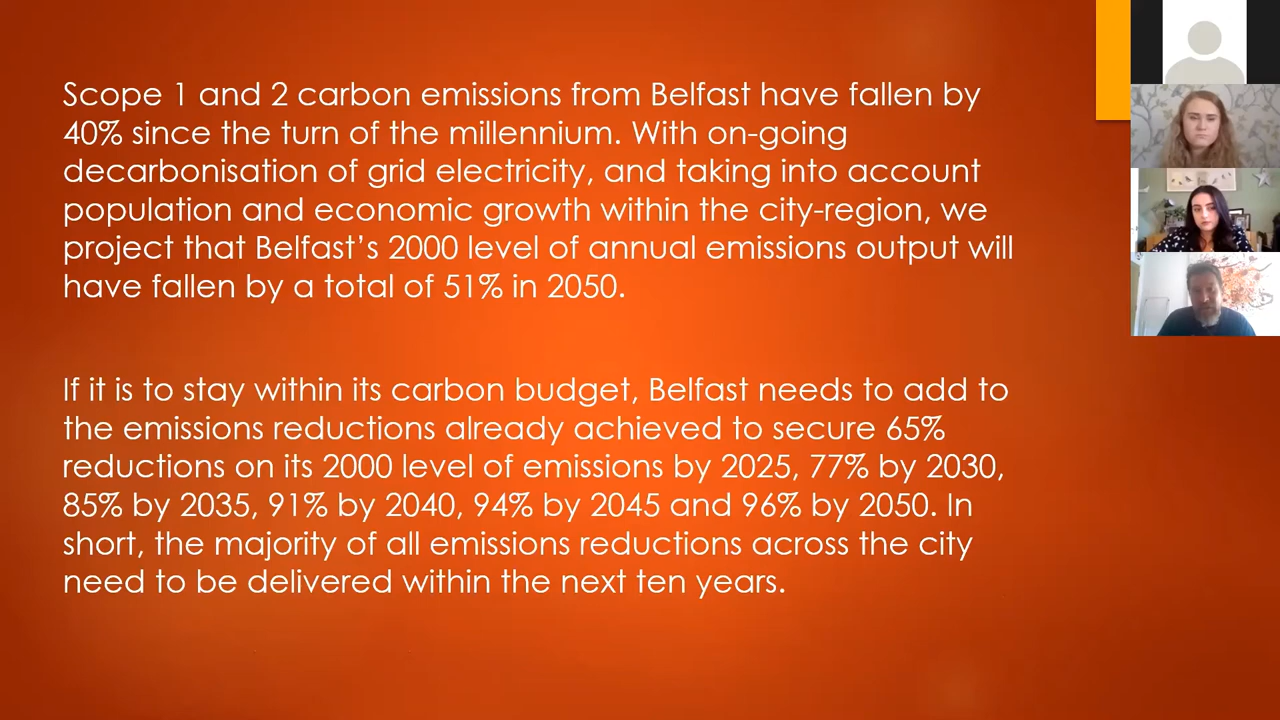 Scope 1 and 2 carbon emissions from Belfast have fallen by
40% since the turn of the millennium. With on-going
decarbonisation of grid electricity, and taking into account
population and economic growth within the city-region, we
project that Belfast’s 2000 level of annual emissions output will
have fallen by a total of 51% in 2050.
If it is to stay within its carbon budget, Belfast needs to add to
the emissions reductions already achieved to secure 65%
reductions on its 2000 level of emissions by 2025, 77% by 2030,
85% by 2035, 91% by 2040, 94% by 2045 and 96% by 2050. In
short, the majority of all emissions reductions across the city
need to be delivered within the next ten years.